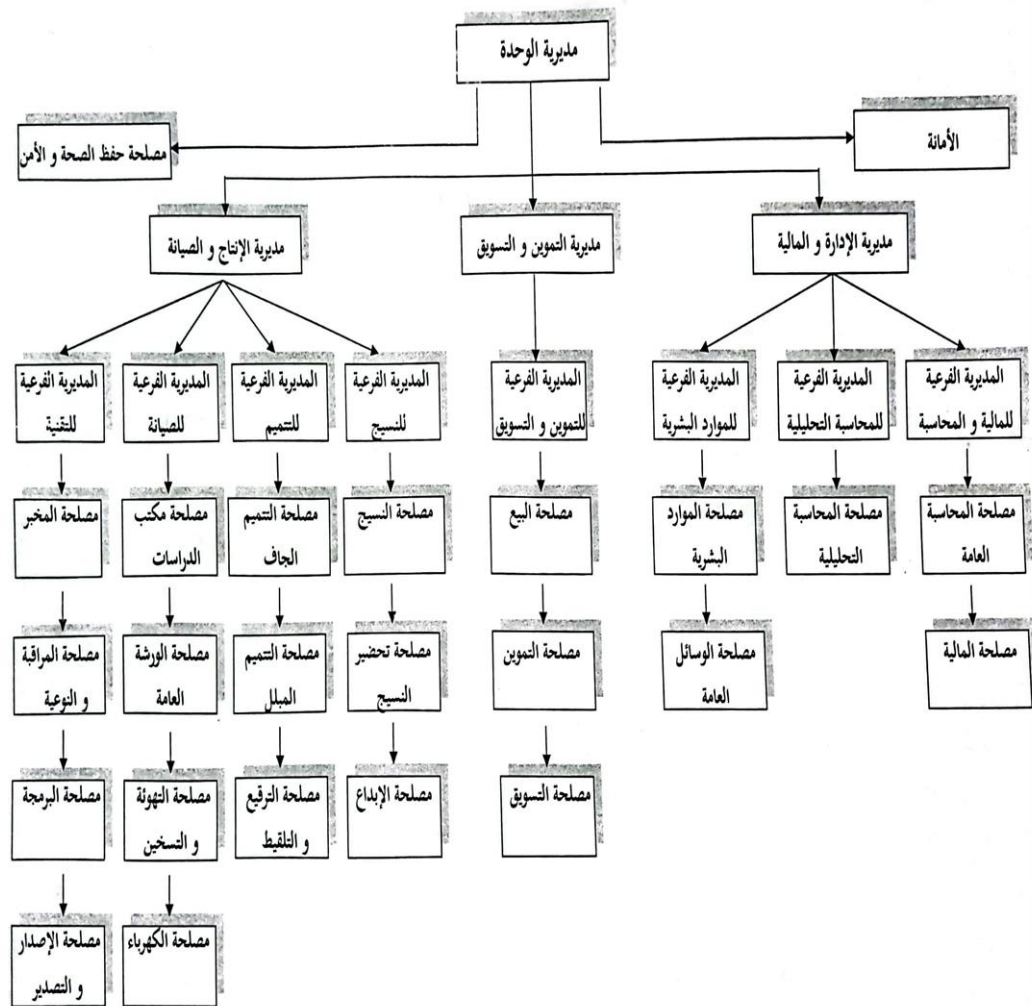 مديرية الوحدة
الأمانة
مصلحة حفظ الصحة و الأمن
مديرية الإدارة و المالية
مديرية التموين و التسويق
مديرية الإنتاج و الصيانة
المديرية الفرعية
للمالية و المحاسبة
المديرية الفرعية
للمحاسبة التحليلية
المديرية الفرعية
للموارد البشرية
المديرية الفرعية
للتموين و التسويق
المديرية الفرعية
للنسيج
المديرية الفرعية
للتتميم
المديرية الفرعية
للصيانة
المديرية الفرعية
للتقنية
مصلحة المحاسبة
العامة
مصلحة المحاسبة
التحليلية
مصلحة الموارد
البشرية
مصلحة البيع
مصلحة النسيج
مصلحة التتميم
الجاف
مصلحة مكتب
الدراسات
مصلحة المخبر
مصلحة المالية
مصلحة الوسائل
العامة
مصلحة التموين
مصلحة تحضير
النسيج
مصلحة التتميم
المبلل
مصلحة الورشة
العامة
مصلحة المراقبة
و النوعية
مصلحة التسويق
مصلحة الإبداع
مصلحة الترقيع
و التلقيط
مصلحة التهوئة
و التسخين
مصلحة البرمجة
مصلحة الكهرباء
مصلحة الإصدار
و التصدير